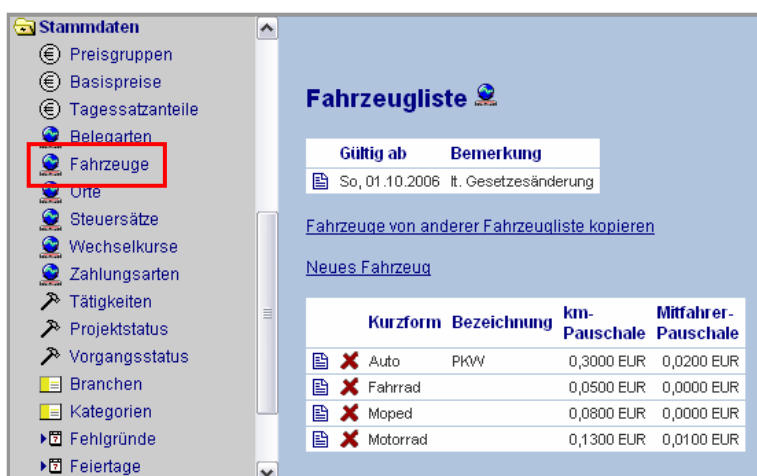 Stammdaten
Preisgruppen
Basispreise
Tagessatzanteile
Belegarten
Fahrzeuge
Orte
Steuersätze
Wechselkurse
Zahlungsarten
Tätigkeiten
Projektstatus
Vorgangsstatus
Branchen
Kategorien
Fehlgründe
Feiertage
Fahrzeugliste
Gültig ab Bemerkung
So, 01.10.2006 lt. Gesetzesänderung
Fahrzeuge von anderer Fahrzeugliste kopieren
Neues Fahrzeug
Kurzform Bezeichnung km-Pauschale Mitfahrer-Pauschale
Auto PKW 0,3000 EUR 0,0200 EUR
Fahrrad 0,0500 EUR 0,0000 EUR
Moped 0,0800 EUR 0,0000 EUR
Motorrad 0,1300 EUR 0,0100 EUR